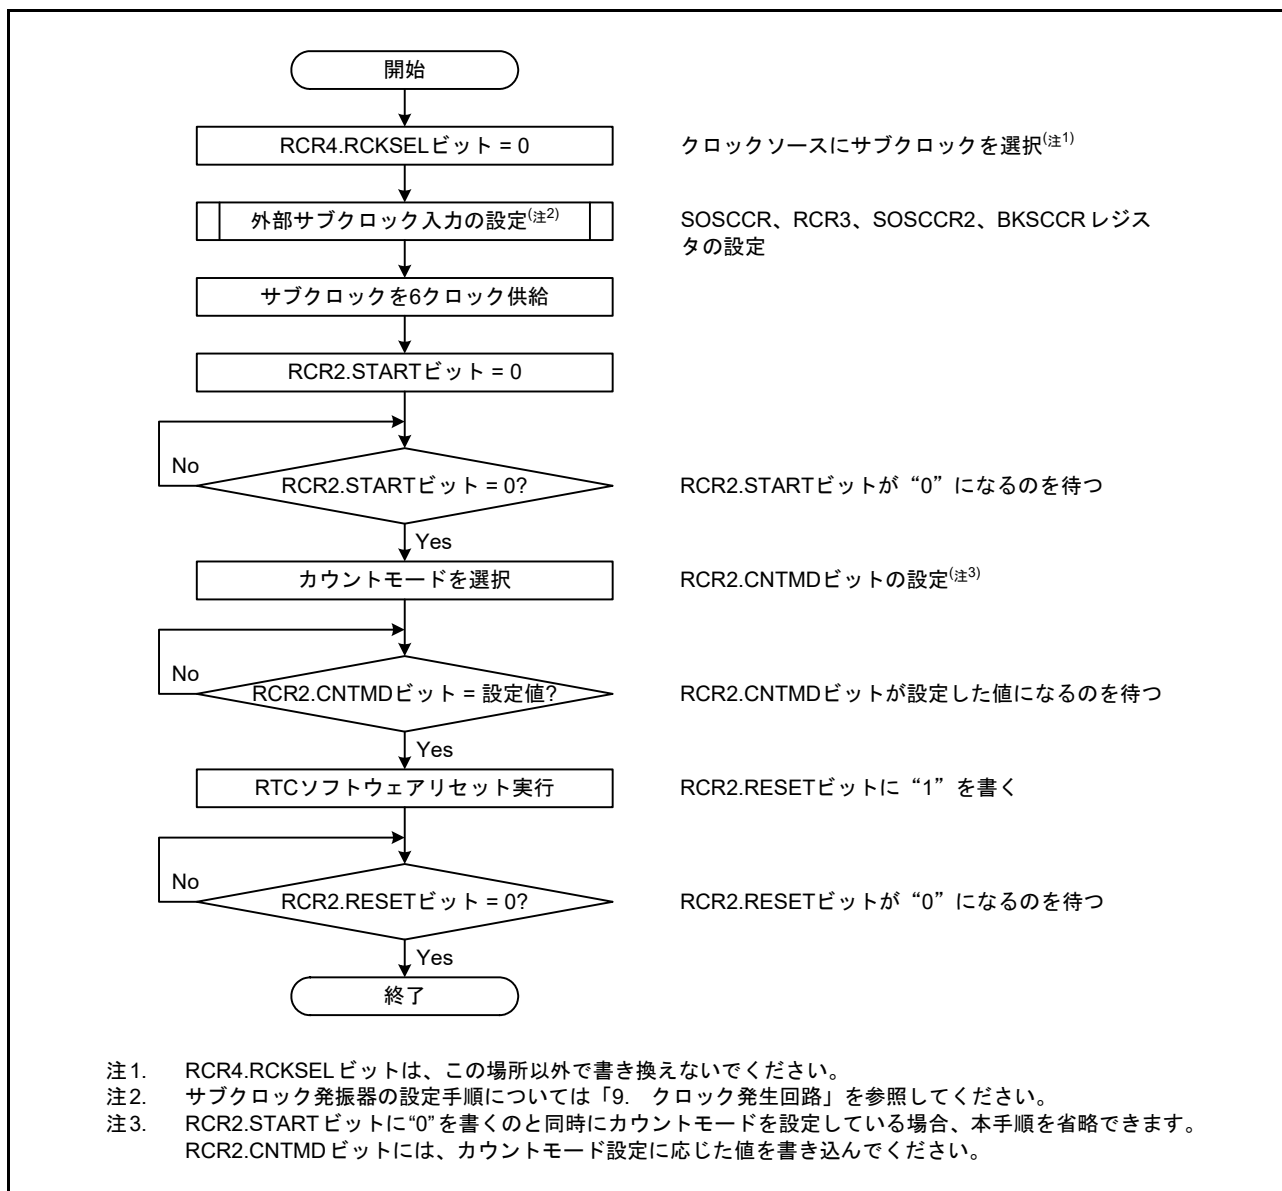 開始
RCR4.RCKSELビット = 0
クロックソースにサブクロックを選択(注1)
外部サブクロック入力の設定(注2)
SOSCCR、RCR3、SOSCCR2、BKSCCRレジス
タの設定
サブクロックを6クロック供給
RCR2.STARTビット = 0
No
RCR2.STARTビット = 0?
RCR2.STARTビットが“0”になるのを待つ
Yes
カウントモードを選択
RCR2.CNTMDビットの設定(注3)
No
RCR2.CNTMDビット = 設定値?
RCR2.CNTMDビットが設定した値になるのを待つ
Yes
RTCソフトウェアリセット実行
RCR2.RESETビットに“1”を書く
No
RCR2.RESETビット = 0?
RCR2.RESETビットが“0”になるのを待つ
Yes
終了
注1. RCR4.RCKSELビットは、この場所以外で書き換えないでください。
注2. サブクロック発振器の設定手順については「9. クロック発生回路」を参照してください。
注3. RCR2.STARTビットに“0”を書くのと同時にカウントモードを設定している場合、本手順を省略できます。
RCR2.CNTMDビットには、カウントモード設定に応じた値を書き込んでください。